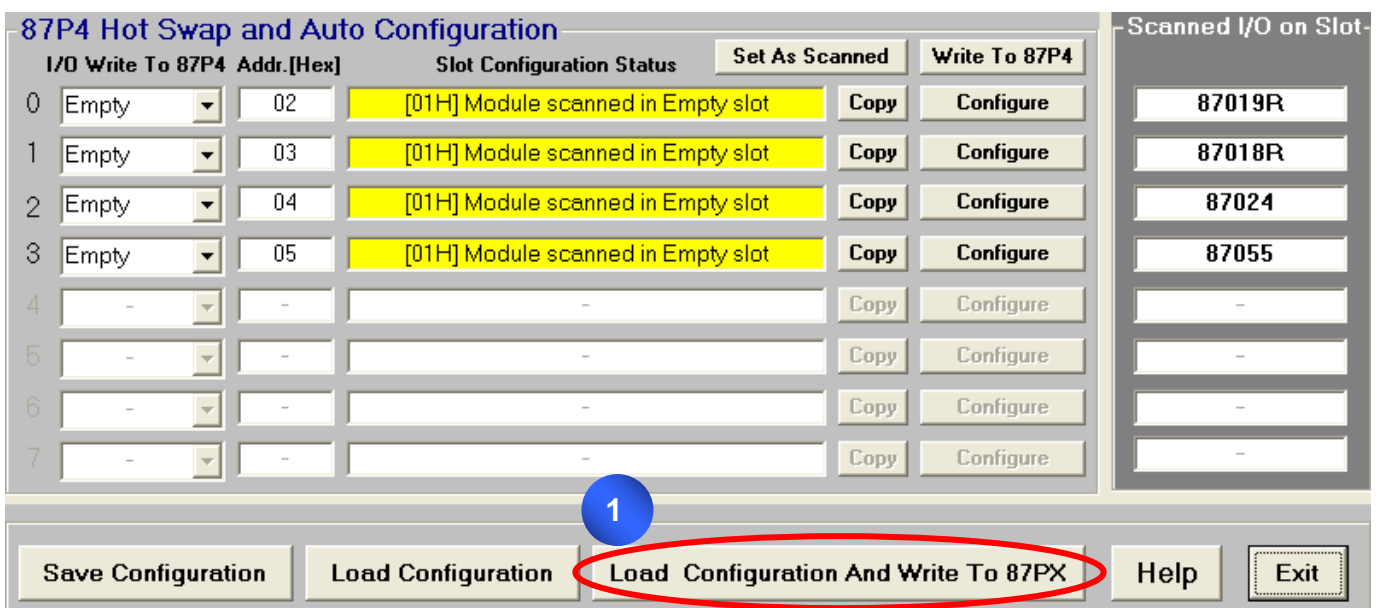 87P4 Hot Swap and Auto Configuration Scanned I/O on Slot
I/O Write To 87P4 Addr.[Hex] Slot Configuration Status Set As Scanned Write To 87P4
0 Empty 02 [01H] Module scanned in Empty slot Copy Configure 87019R
1 Empty 03 [01H] Module scanned in Empty slot Copy Configure 87018R
2 Empty 04 [01H] Module scanned in Empty slot Copy Configure 87024
3 Empty 05 [01H] Module scanned in Empty slot Copy Configure 87055
4 - - - Copy Configure -
5 - - - Copy Configure -
6 - - - Copy Configure -
7 - - - Copy Configure -
1
Save Configuration Load Configuration Load Configuration And Write To 87PX Help Exit